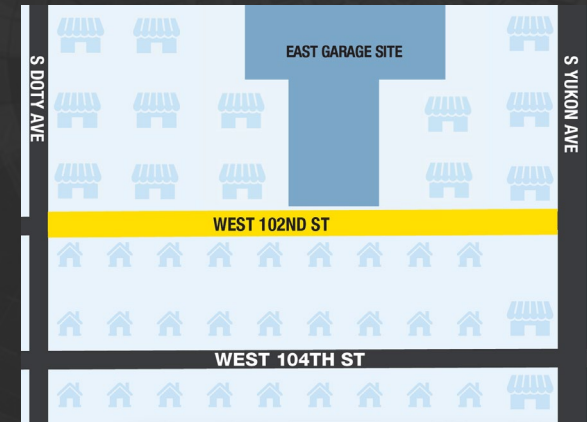 EAST GARAGE SITE
S DOTY AVE
S YUKON AVE
WEST 102ND ST
WEST 104TH ST